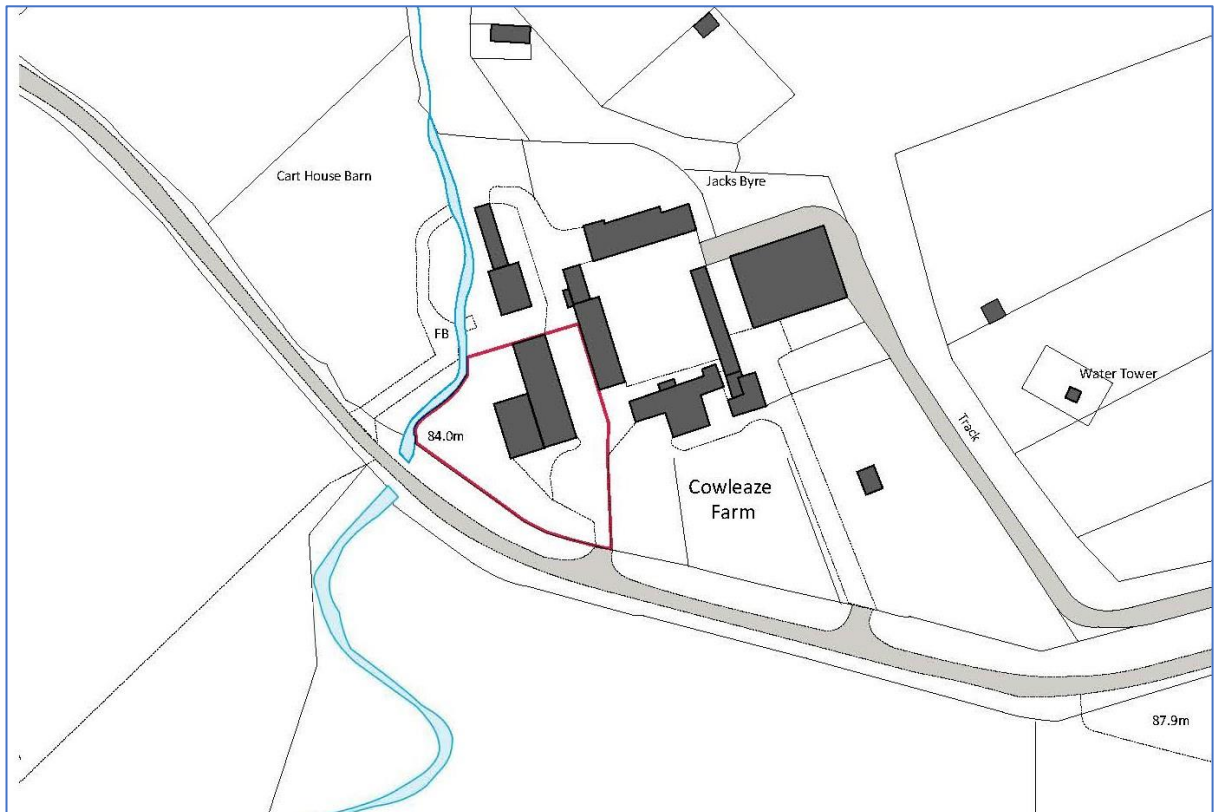 Cart House Barn
Jacks Byre
FB
Water Tower
Track
84.0m
Cowleaze
Farm
87.9m